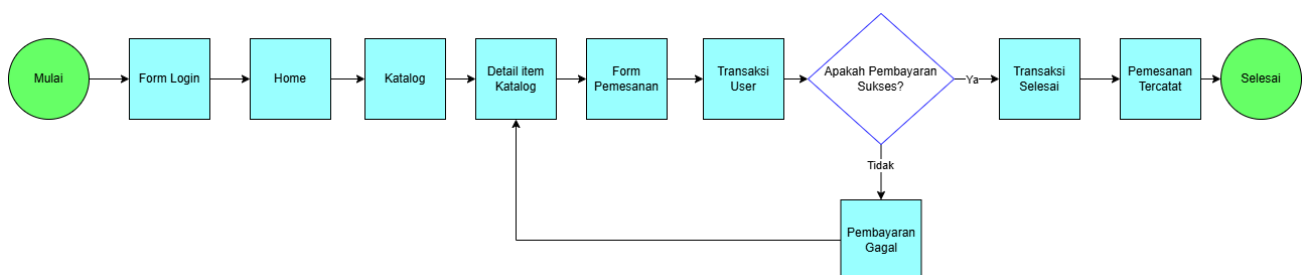 Mulai
Form Login
Home
Katalog
Detail item
Katalog
Form
Pemesanan
Transaksi
User
Apakah Pembayaran
Sukses?
Ya
Transaksi
Selesai
Pemesanan
Tercatat
Selesai
Tidak
Pembayaran
Gagal